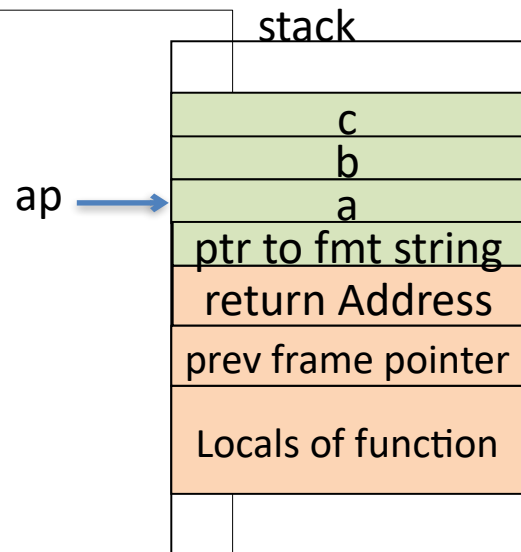 stack
c
b
ap
a
ptr to fmt string
return Address
prev frame pointer
Locals of function